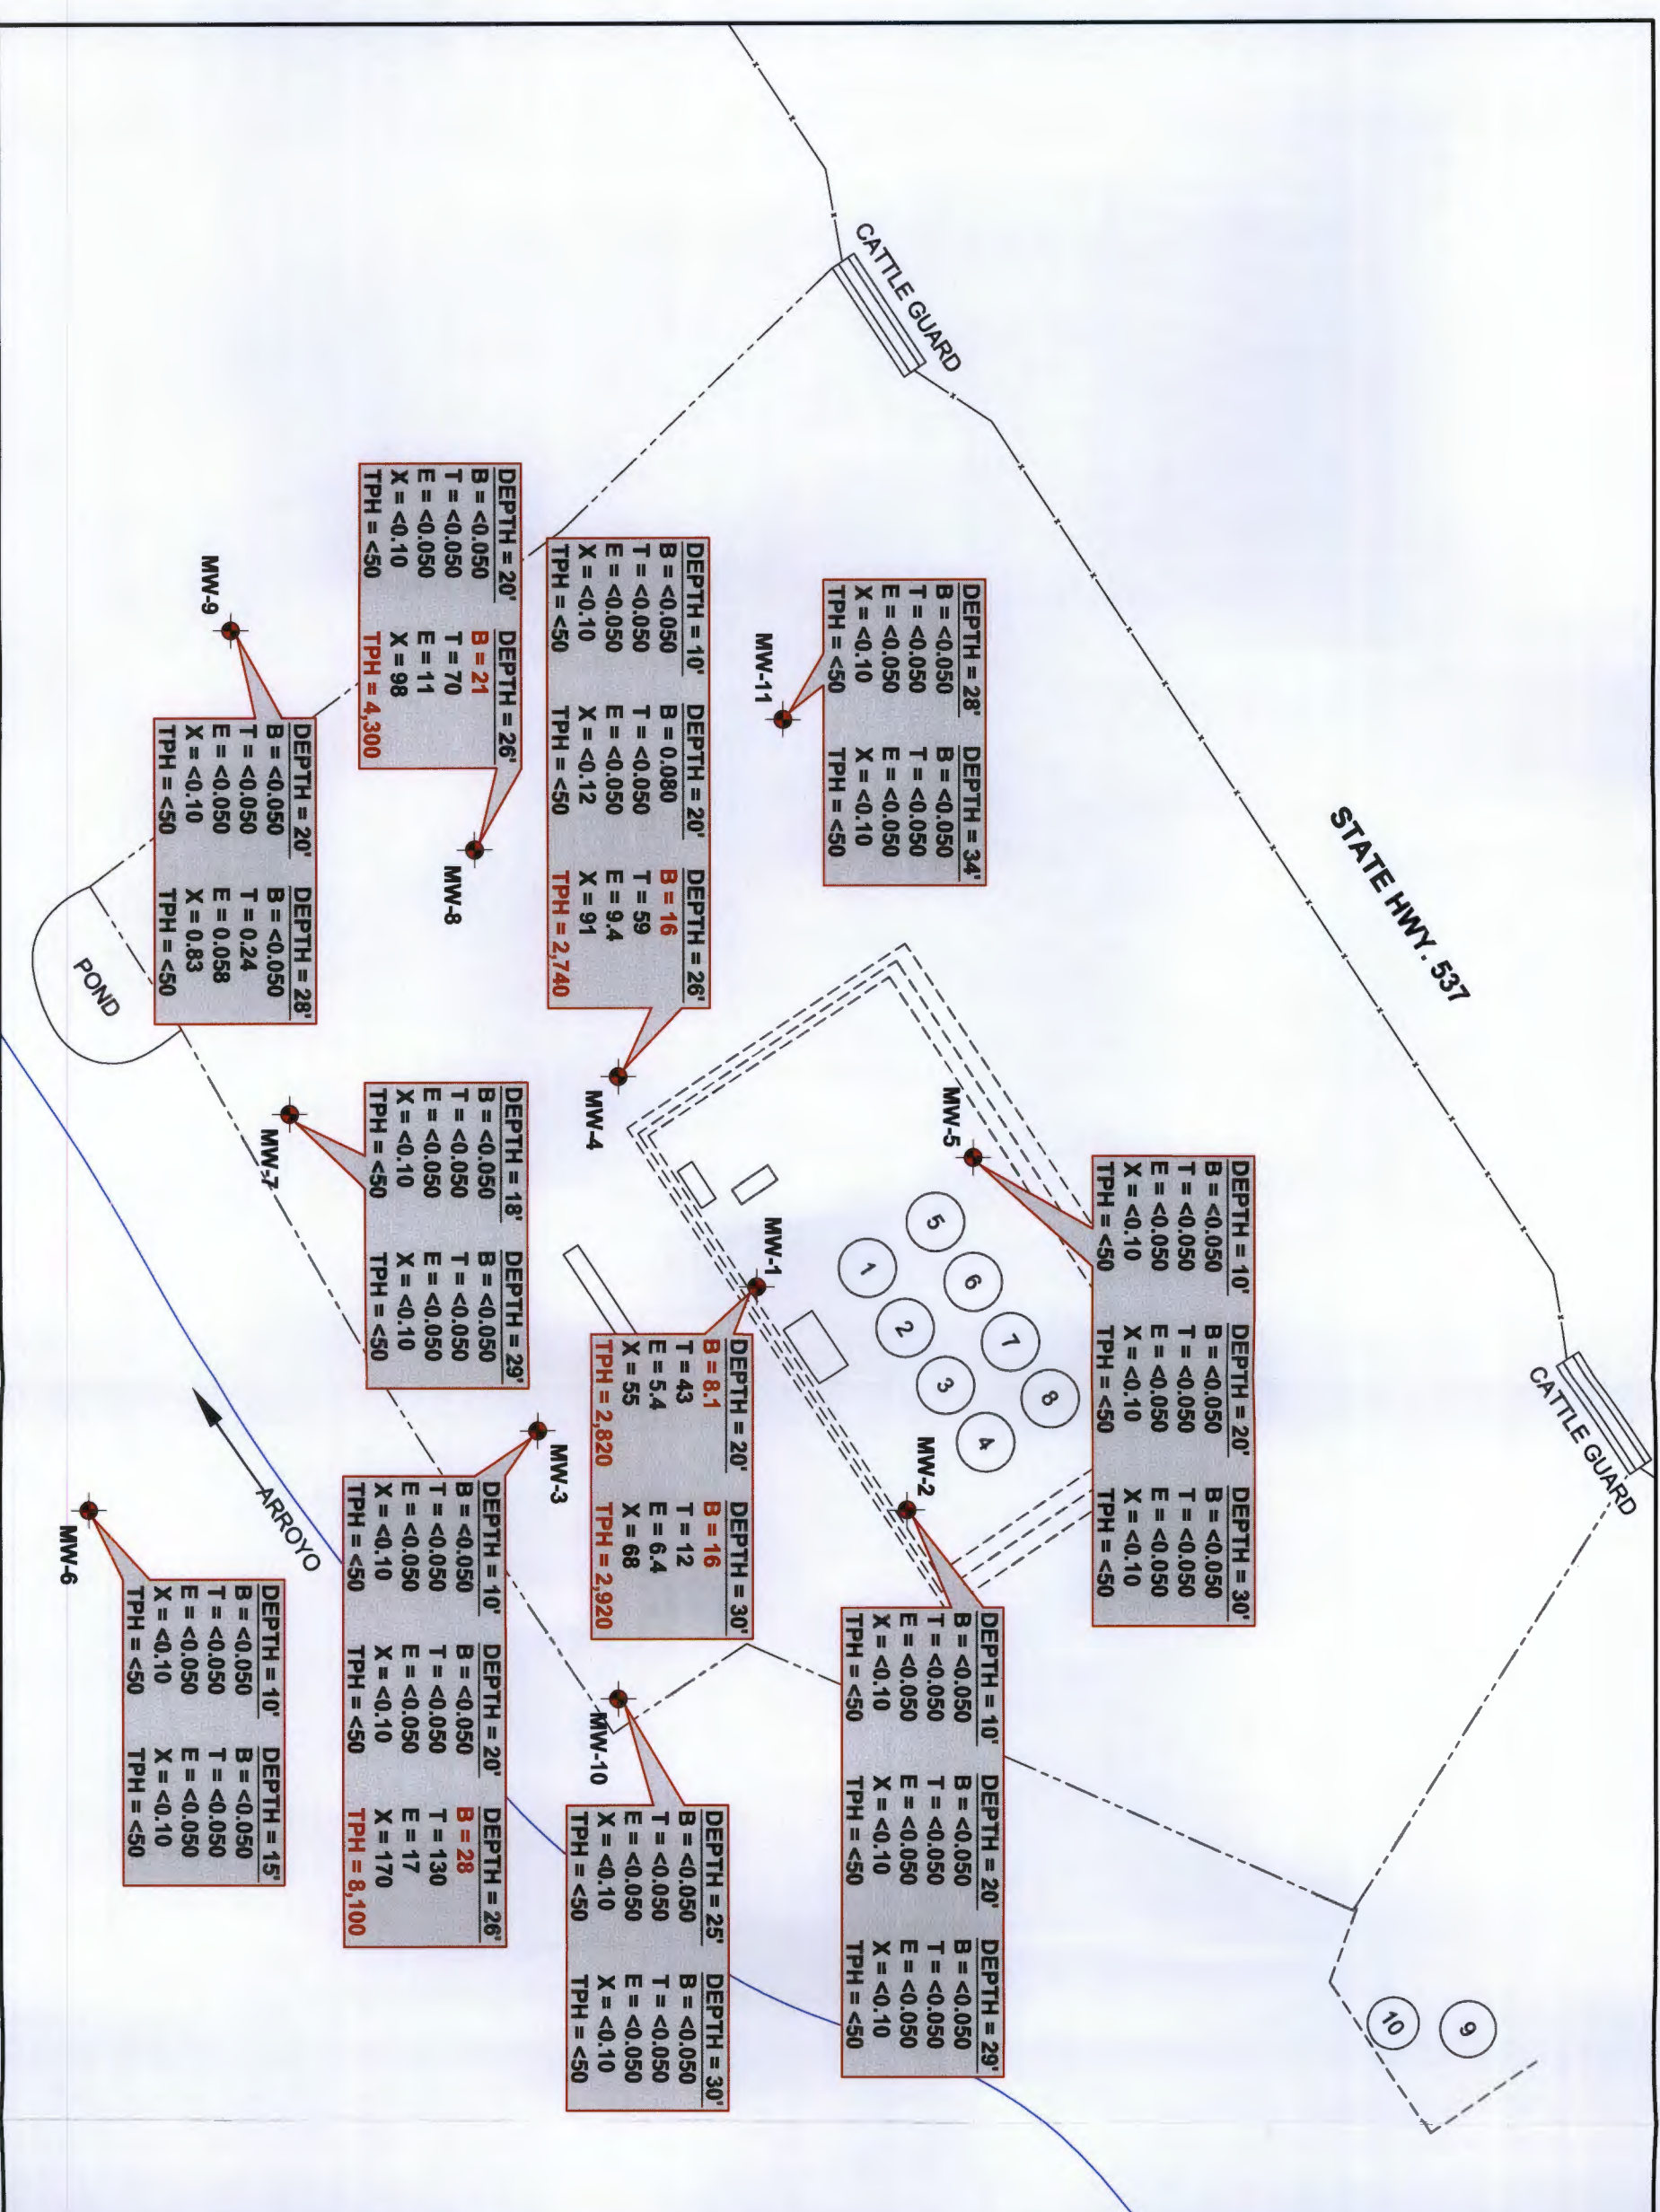 CATTLE GUARD
STATE HWY. 537
9
10
CATTLE GUARD
DEPTH = 10' DEPTH = 20' DEPTH = 30'
B = <0.050 B = <0.050 B = <0.050
T = <0.050 T = <0.050 T = <0.050
E = <0.050 E = <0.050 E = <0.050
X = <0.10 X = <0.10 X = <0.10
TPH = <50 TPH = <50 TPH = <50
MW-5
5
6
7
8
1
2
3
4
DEPTH = 28' DEPTH = 34'
B = <0.050 B = <0.050
T = <0.050 T = <0.050
E = <0.050 E = <0.050
X = <0.10 X = <0.10
TPH = <50 TPH = <50
MW-11
MW-2
DEPTH = 10' DEPTH = 20' DEPTH = 29'
B = <0.050 B = <0.050 B = <0.050
T = <0.050 T = <0.050 T = <0.050
E = <0.050 E = <0.050 E = <0.050
X = <0.10 X = <0.10 X = <0.10
TPH = <50 TPH = <50 TPH = <50
MW-1
DEPTH = 20' DEPTH = 30'
B = 8.1 B = 16
T = 43 T = 12
E = 5.4 E = 6.4
X = 55 X = 68
TPH = 2,820 TPH = 2,920
DEPTH = 10' DEPTH = 20' DEPTH = 26'
B = <0.050 B = 0.080 B = 16
T = <0.050 T = <0.050 T = 59
E = <0.050 E = <0.050 E = 9.4
X = <0.10 X = <0.12 X = 91
TPH = <50 TPH = <50 TPH = 2,740
MW-4
MW-10
DEPTH = 25' DEPTH = 30'
B = <0.050 B = <0.050
T = <0.050 T = <0.050
E = <0.050 E = <0.050
X = <0.10 X = <0.10
TPH = <50 TPH = <50
DEPTH = 20' DEPTH = 26'
B = <0.050 B = 21
T = <0.050 T = 70
E = <0.050 E = 11
X = <0.10 X = 98
TPH = <50 TPH = 4,300
MW-8
DEPTH = 18' DEPTH = 29'
B = <0.050 B = <0.050
T = <0.050 T = <0.050
E = <0.050 E = <0.050
X = <0.10 X = <0.10
TPH = <50 TPH = <50
MW-7
MW-3
DEPTH = 10' DEPTH = 20' DEPTH = 26'
B = <0.050 B = <0.050 B = 28
T = <0.050 T = <0.050 T = 130
E = <0.050 E = <0.050 E = 17
X = <0.10 X = <0.10 X = 170
TPH = <50 TPH = <50 TPH = 8,100
MW-9
DEPTH = 20' DEPTH = 28'
B = <0.050 B = <0.050
T = <0.050 T = 0.24
E = <0.050 E = 0.058
X = <0.10 X = 0.83
TPH = <50 TPH = <50
POND
ARROYO
DEPTH = 10' DEPTH = 15'
B = <0.050 B = <0.050
T = <0.050 T = <0.050
E = <0.050 E = <0.050
X = <0.10 X = <0.10
TPH = <50 TPH = <50
MW-6